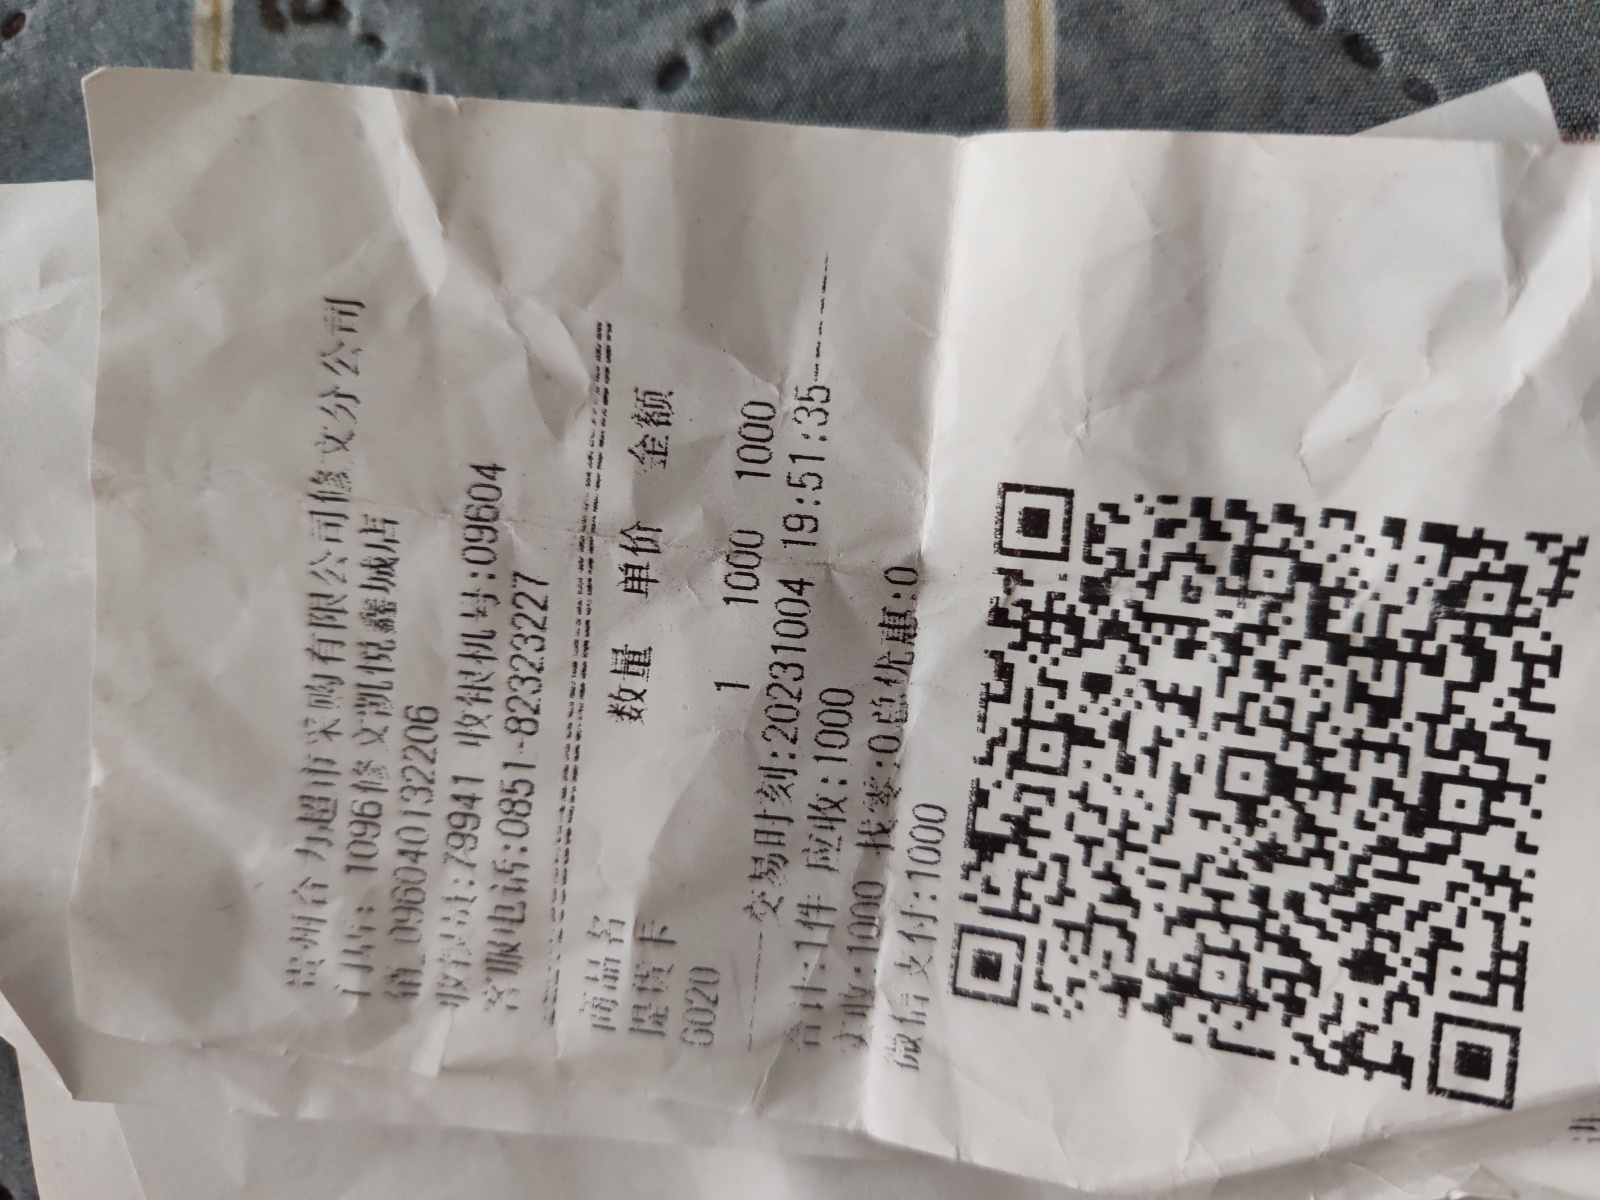 贵州合力超市采购有限公司修文分公司
门店: 1096修文凯悦鑫城店
销 096040132206
收银员:79941 收银机号:09604
客服电话:0851-82323227
商品名 数量 单价 金额
提货卡
6020 1 1000 1000
交易时刻:20231004 19:51:35
合计:1件 应收:1000
实收:1000 找零:0总优惠:0
微信支付:1000